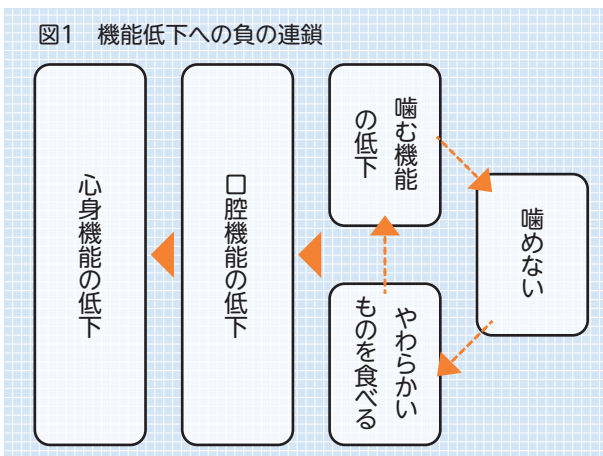 図1 機能低下への負の連鎖
噛めない
噛む機能
の低下
やわらかい
ものを食べる
口腔機能の低下
心身機能の低下